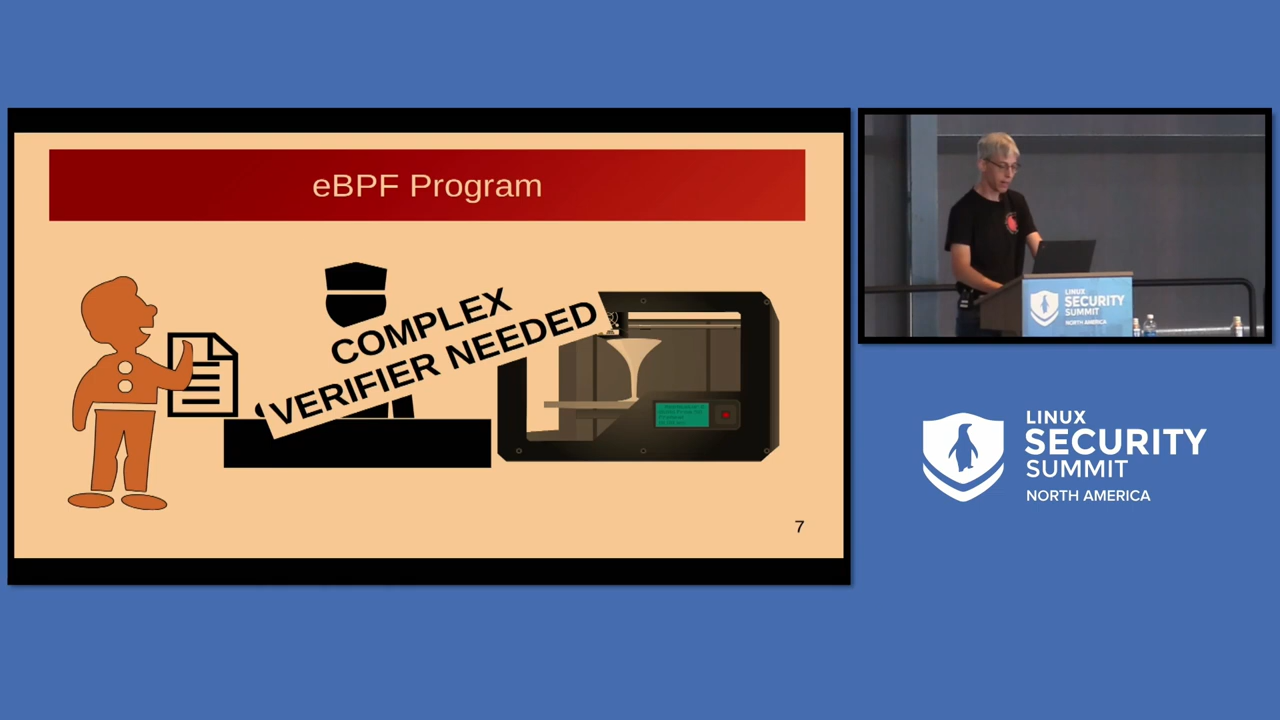 eBPF Program
COMPLEX
VERIFIER NEEDED
7
LINUX
SECURITY
SUMMIT
NORTH AMERICA
LINUX
SECURITY
SUMMIT
NORTH AMERICA